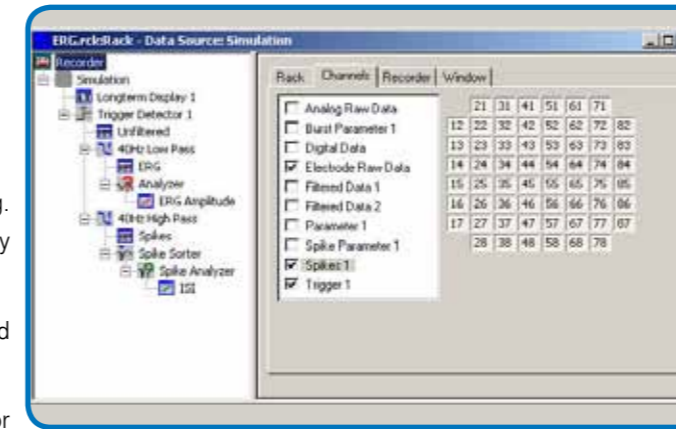 ERG.rck:Rack - Data Source: Simulation
Recorder
Simulation
Longterm Display 1
Trigger Detector 1
Unfiltered
40Hz Low Pass
ERG
Analyzer
ERG Amplitude
40Hz High Pass
Spikes
Spike Sorter
Spike Analyzer
ISI
Rack Channels Recorder Window
Analog Raw Data
Burst Parameter 1
Digital Data
Electrode Raw Data
Filtered Data 1
Filtered Data 2
Parameter 1
Spike Parameter 1
Spikes 1
Trigger 1
21 31 41 51 61 71
12 22 32 42 52 62 72 82
13 23 33 43 53 63 73 83
14 24 34 44 54 64 74 84
15 25 35 45 55 65 75 85
16 26 36 46 56 66 76 86
17 27 37 47 57 67 77 87
28 38 48 58 68 78